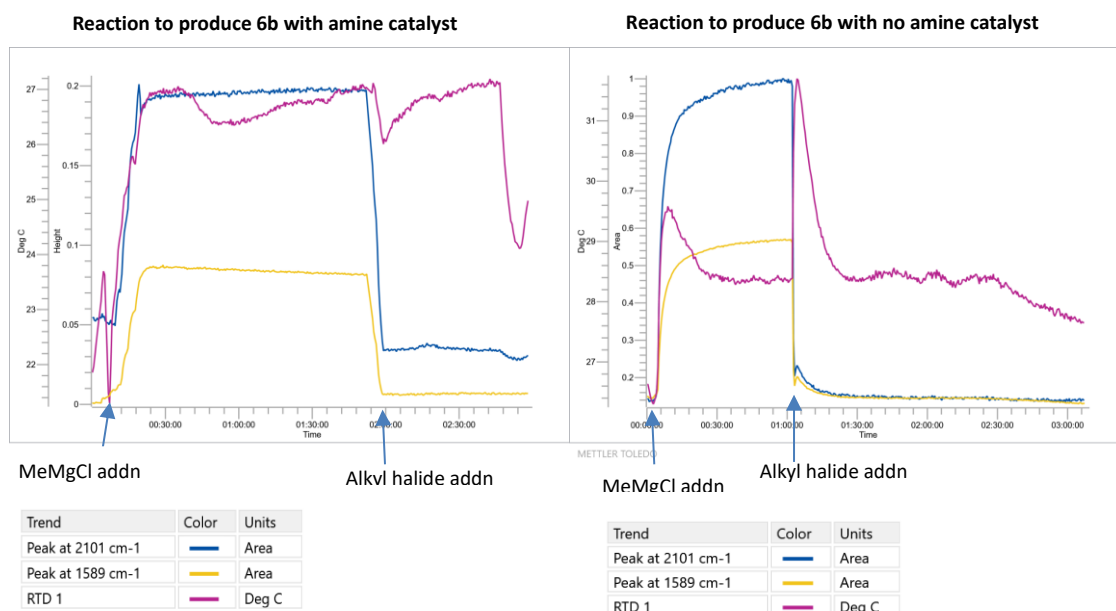 Reaction to produce 6b with amine catalyst
Reaction to produce 6b with no amine catalyst
27
26
25
24
23
22
Deg C
0.2
0.15
0.1
0.05
0
Height
00:30:00
01:00:00
01:30:00
02:00:00
02:30:00
Time
MeMgCl addn
Alkyl halide addn
31
30
29
28
27
Deg C
1
0.9
0.8
0.7
0.6
0.5
0.4
0.3
0.2
Area
00:00:00
00:30:00
01:00:00
01:30:00
02:00:00
02:30:00
03:00:00
Time
METTLER TOLEDO
MeMgCl addn
Alkyl halide addn
Trend Color Units
Peak at 2101 cm-1 Area
Peak at 1589 cm-1 Area
RTD 1 Deg C
Trend Color Units
Peak at 2101 cm-1 Area
Peak at 1589 cm-1 Area
RTD 1 Deg C